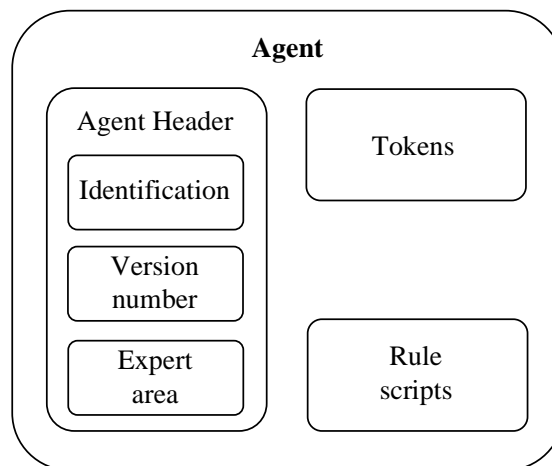 Agent
Agent Header
Identification
Version
number
Expert
area
Tokens
Rule
scripts